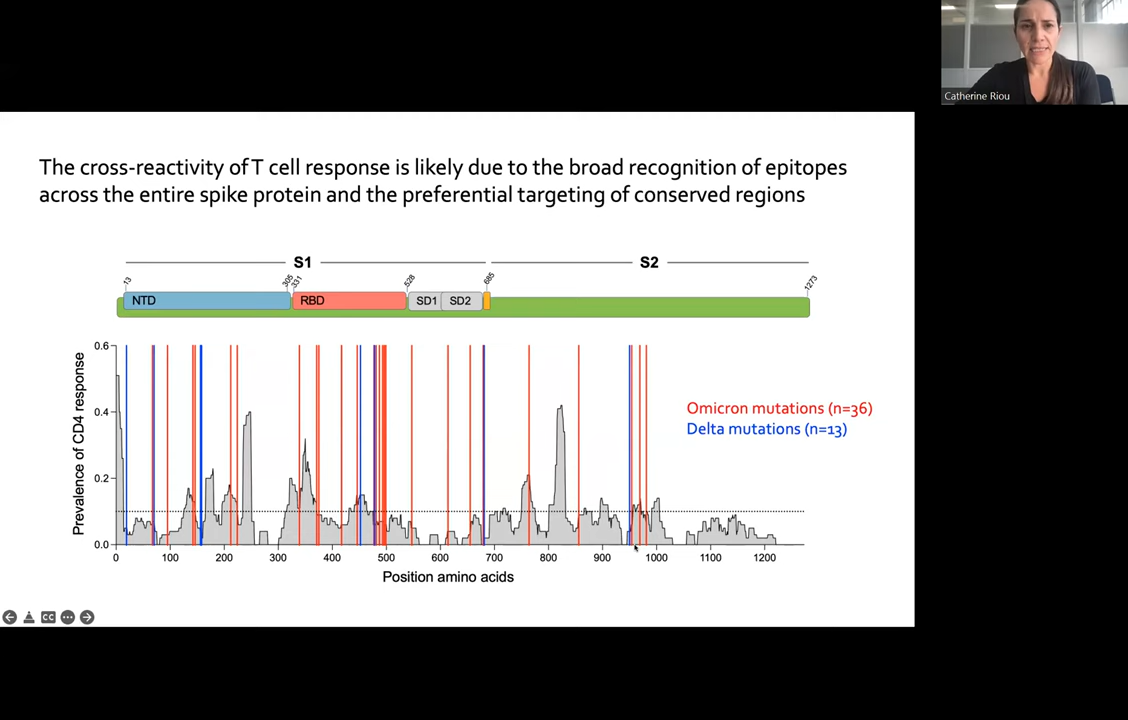 Catherine Riou
The cross-reactivity of T cell response is likely due to the broad recognition of epitopes
across the entire spike protein and the preferential targeting of conserved regions
S1
S2
13
305
331
528
685
1273
NTD
RBD
SD1
SD2
Prevalence of CD4 response
0.6
0.4
0.2
0.0
Omicron mutations (n=36)
Delta mutations (n=13)
0 100 200 300 400 500 600 700 800 900 1000 1100 1200
Position amino acids
CC